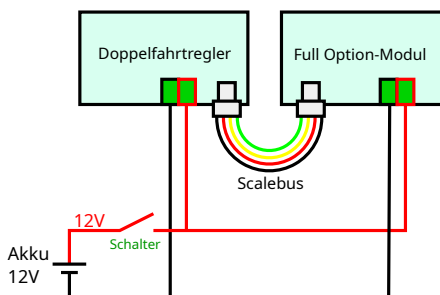 Doppelfahrtregler
Full Option-Modul
Scalebus
12V
Schalter
Akku
12V